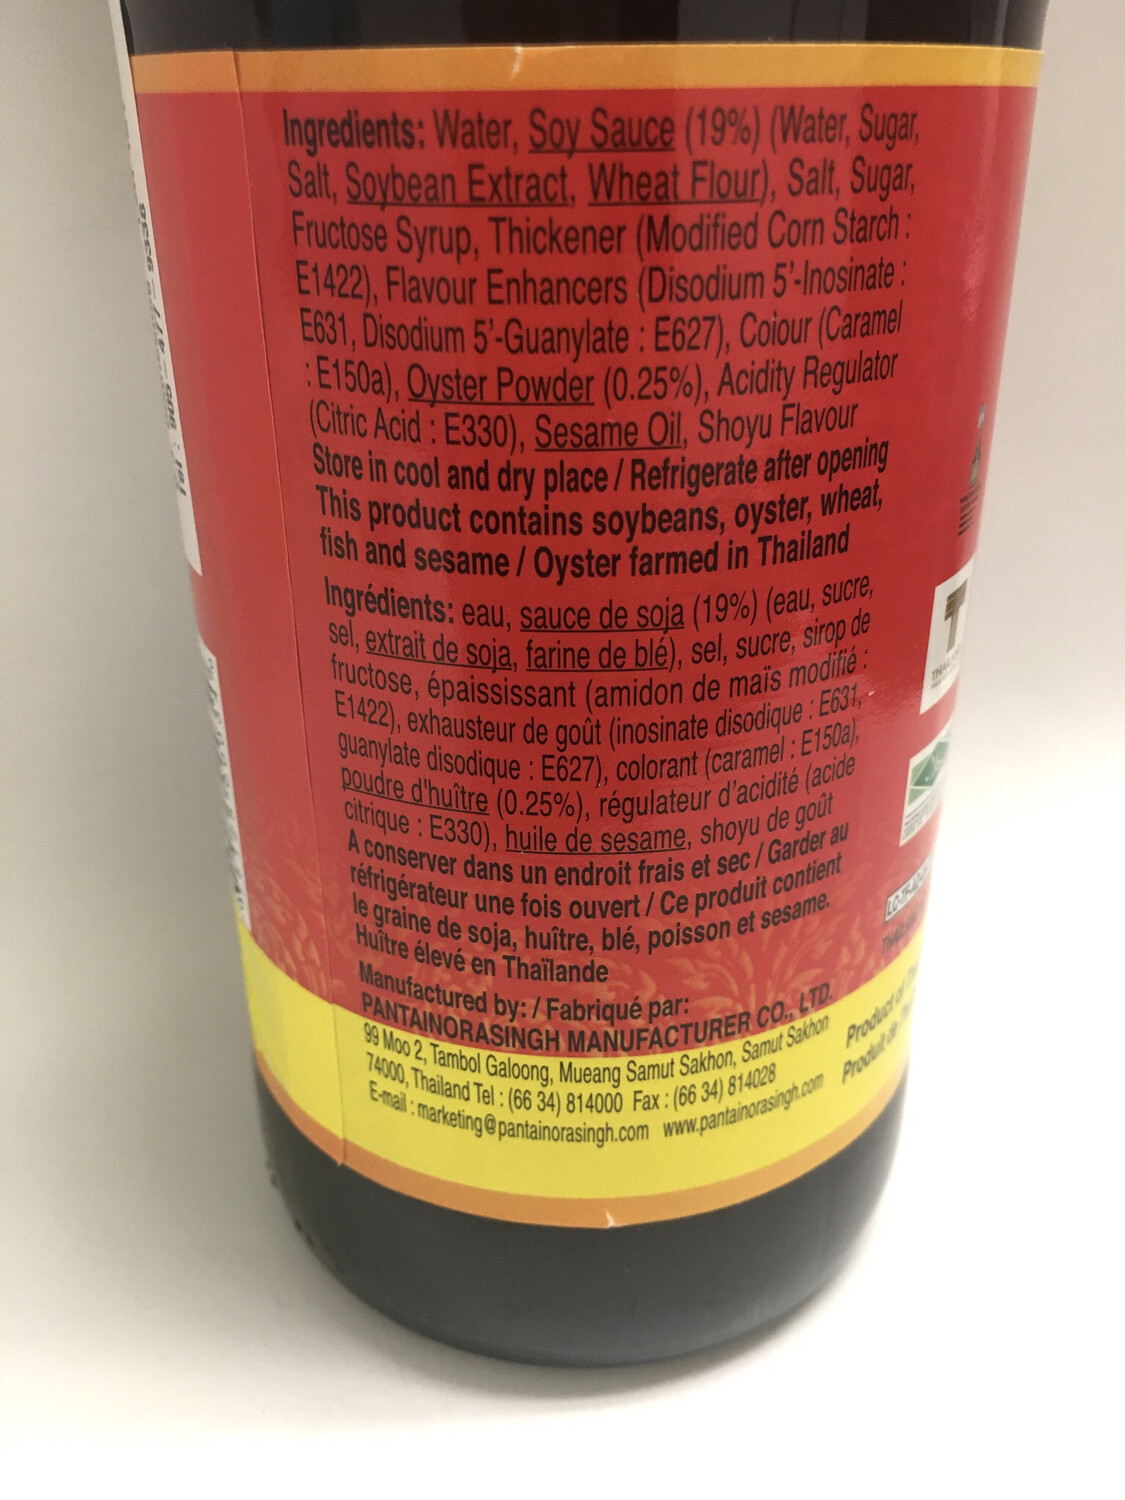 Ingredients: Water, Soy Sauce (19%) (Water, Sugar,
Salt, Soybean Extract, Wheat Flour), Salt, Sugar,
Fructose Syrup, Thickener (Modified Corn Starch :
E1422), Flavour Enhancers (Disodium 5'-Inosinate :
E631, Disodium 5'-Guanylate : E627), Colour (Caramel
: E150a), Oyster Powder (0.25%), Acidity Regulator
(Citric Acid : E330), Sesame Oil, Shoyu Flavour
Store in cool and dry place / Refrigerate after opening
This product contains soybeans, oyster, wheat,
fish and sesame / Oyster farmed in Thailand
Ingrédients: eau, sauce de soja (19%) (eau, sucre,
sel, extrait de soja, farine de blé), sel, sucre, sirop de
fructose, épaississant (amidon de maïs modifié :
E1422), exhausteur de goût (inosinate disodique : E631,
guanylate disodique : E627), colorant (caramel : E150a),
poudre d'huître (0.25%), régulateur d'acidité (acide
citrique : E330), huile de sesame, shoyu de goût
A conserver dans un endroit frais et sec / Garder au
réfrigérateur une fois ouvert / Ce produit contient
le graine de soja, huître, blé, poisson et sesame.
Huître élevé en Thaïlande
Manufactured by: / Fabriqué par:
PANTAINORASINGH MANUFACTURER CO., LTD.
99 Moo 2, Tambol Galoong, Mueang Samut Sakhon, Samut Sakhon
74000, Thailand Tel : (66 34) 814000 Fax : (66 34) 814028
E-mail : marketing@pantainorasingh.com www.pantainorasingh.com
Product of
Produit de
Tel : 905 - 477 - 9338
T